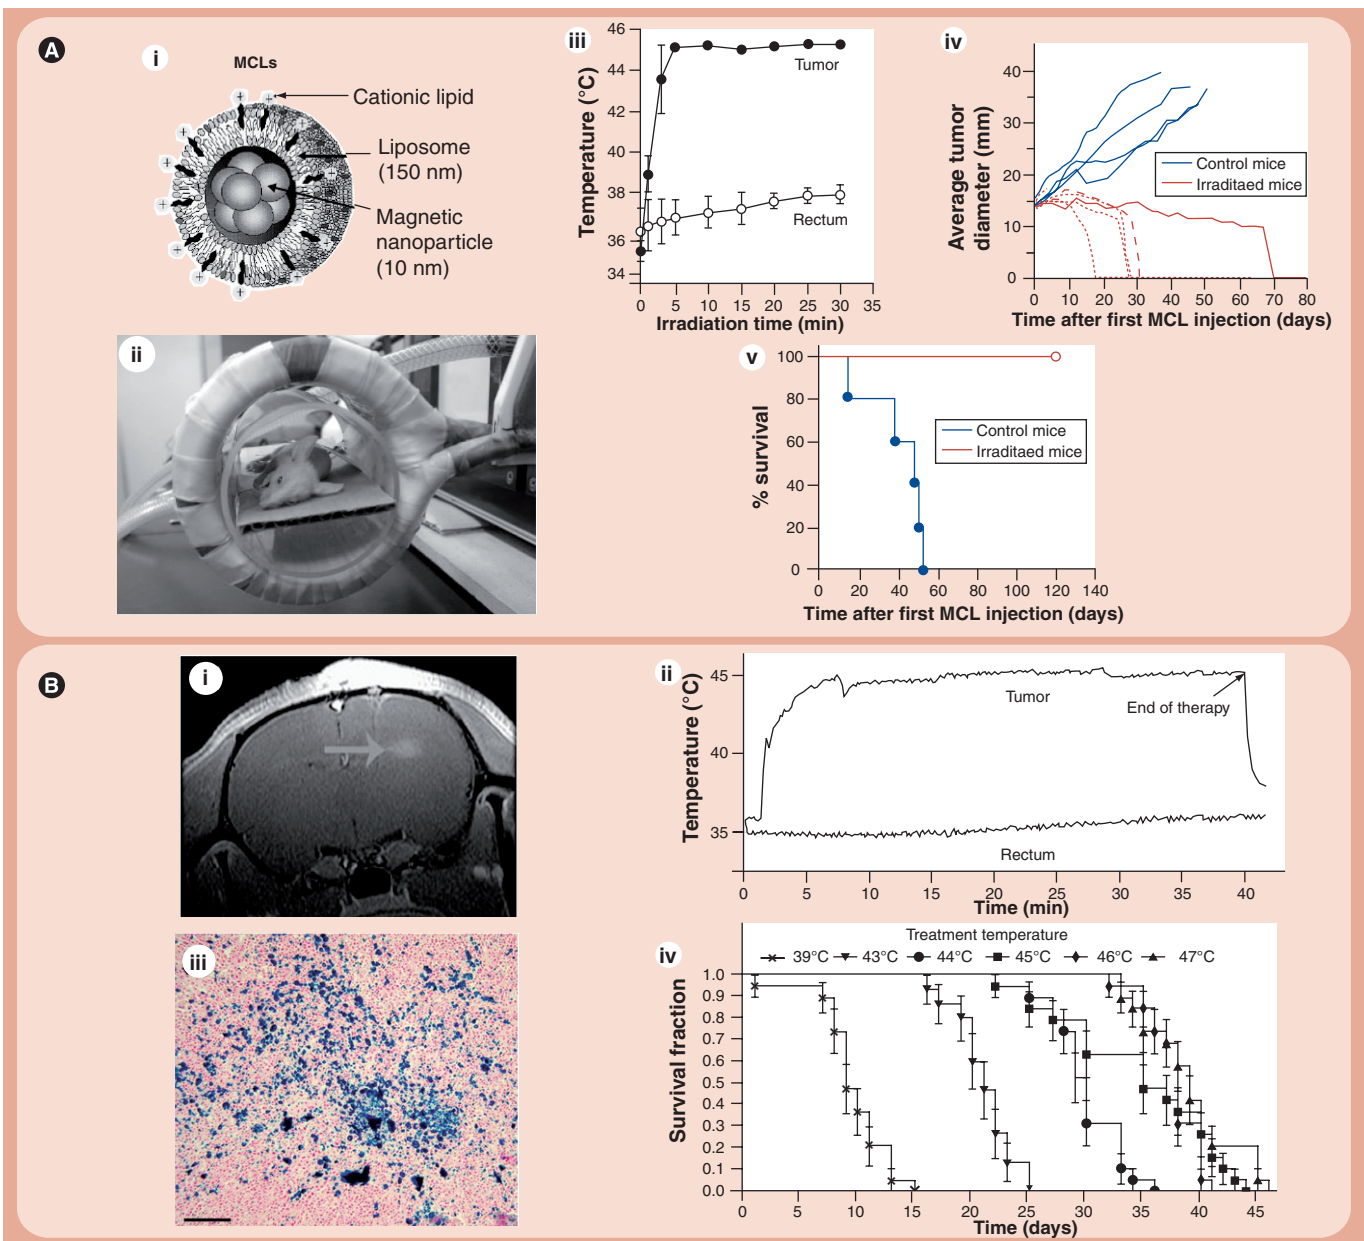 A
i
MCLs
Cationic lipid
Liposome
(150 nm)
Magnetic
nanoparticle
(10 nm)
+ + + + + + + + + + + +
ii
iii
Temperature (°C)
46
44
42
40
38
36
34
Tumor
Rectum
0 5 10 15 20 25 30 35
Irradiation time (min)
iv
Average tumor
diameter (mm)
40
30
20
10
0
Control mice
Irraditaed mice
0 10 20 30 40 50 60 70 80
Time after first MCL injection (days)
v
% survival
100
80
60
40
20
0
Control mice
Irraditaed mice
0 20 40 60 80 100 120 140
Time after first MCL injection (days)
B
i
ii
Temperature (°C)
45
40
35
Tumor
End of therapy
Rectum
0 5 10 15 20 25 30 35 40
Time (min)
iii
iv
Treatment temperature
39°C 43°C 44°C 45°C 46°C 47°C
Survival fraction
1.0
0.9
0.8
0.7
0.6
0.5
0.4
0.3
0.2
0.1
0.0
0 5 10 15 20 25 30 35 40 45
Time (days)